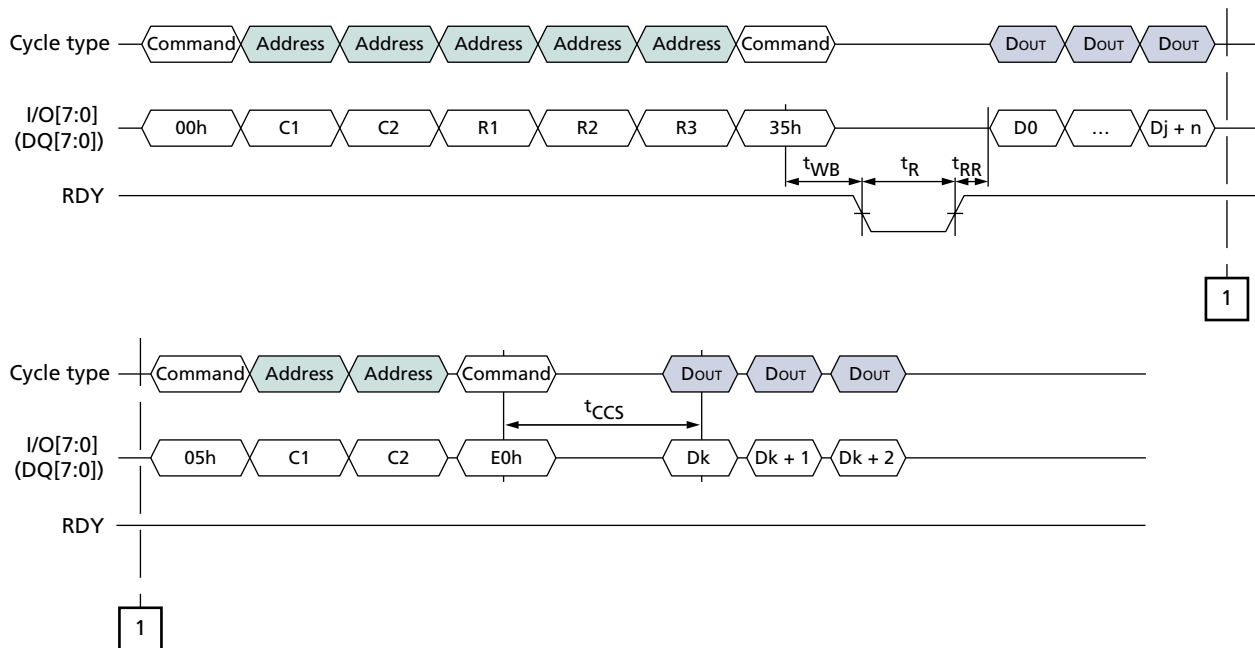 Cycle type Command Address Address Address Address Address Command DOUT DOUT DOUT
I/O[7:0]
(DQ[7:0]) 00h C1 C2 R1 R2 R3 35h D0 … Dj + n
tWB tR tRR
RDY
1
Cycle type Command Address Address Command DOUT DOUT DOUT
tCCS
I/O[7:0]
(DQ[7:0]) 05h C1 C2 E0h Dk Dk + 1 Dk + 2
RDY
1